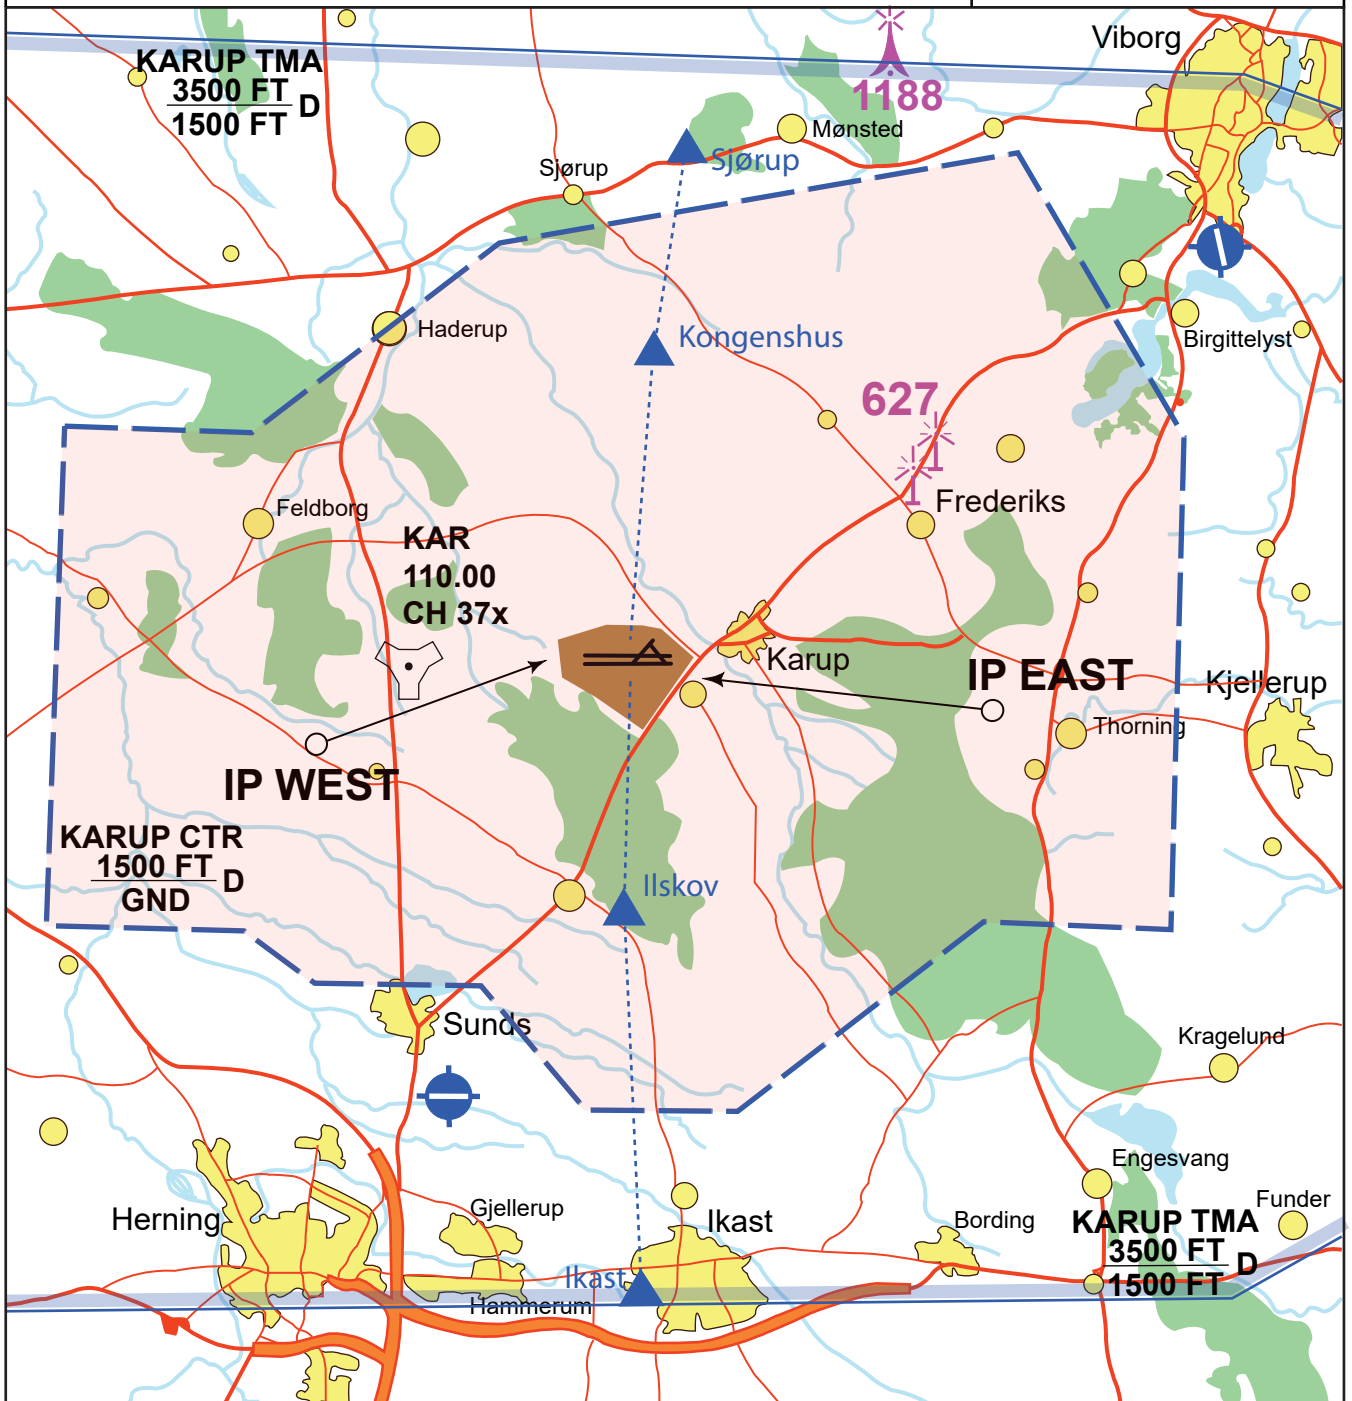 Viborg
KARUP TMA
3500 FT
1500 FT
D
1188
Mønsted
Sjørup
Sjørup
Haderup
Kongenshus
Birgittelyst
627
Feldborg
Frederiks
KAR
110.00
CH 37x
Karup
IP EAST
Kjellerup
Thorning
IP WEST
KARUP CTR
1500 FT
GND
D
Ilskov
Sunds
Kragelund
Engesvang
Herning
Gjellerup
Ikast
Bording
Funder
KARUP TMA
3500 FT
1500 FT
D
Ikast
Hammerum